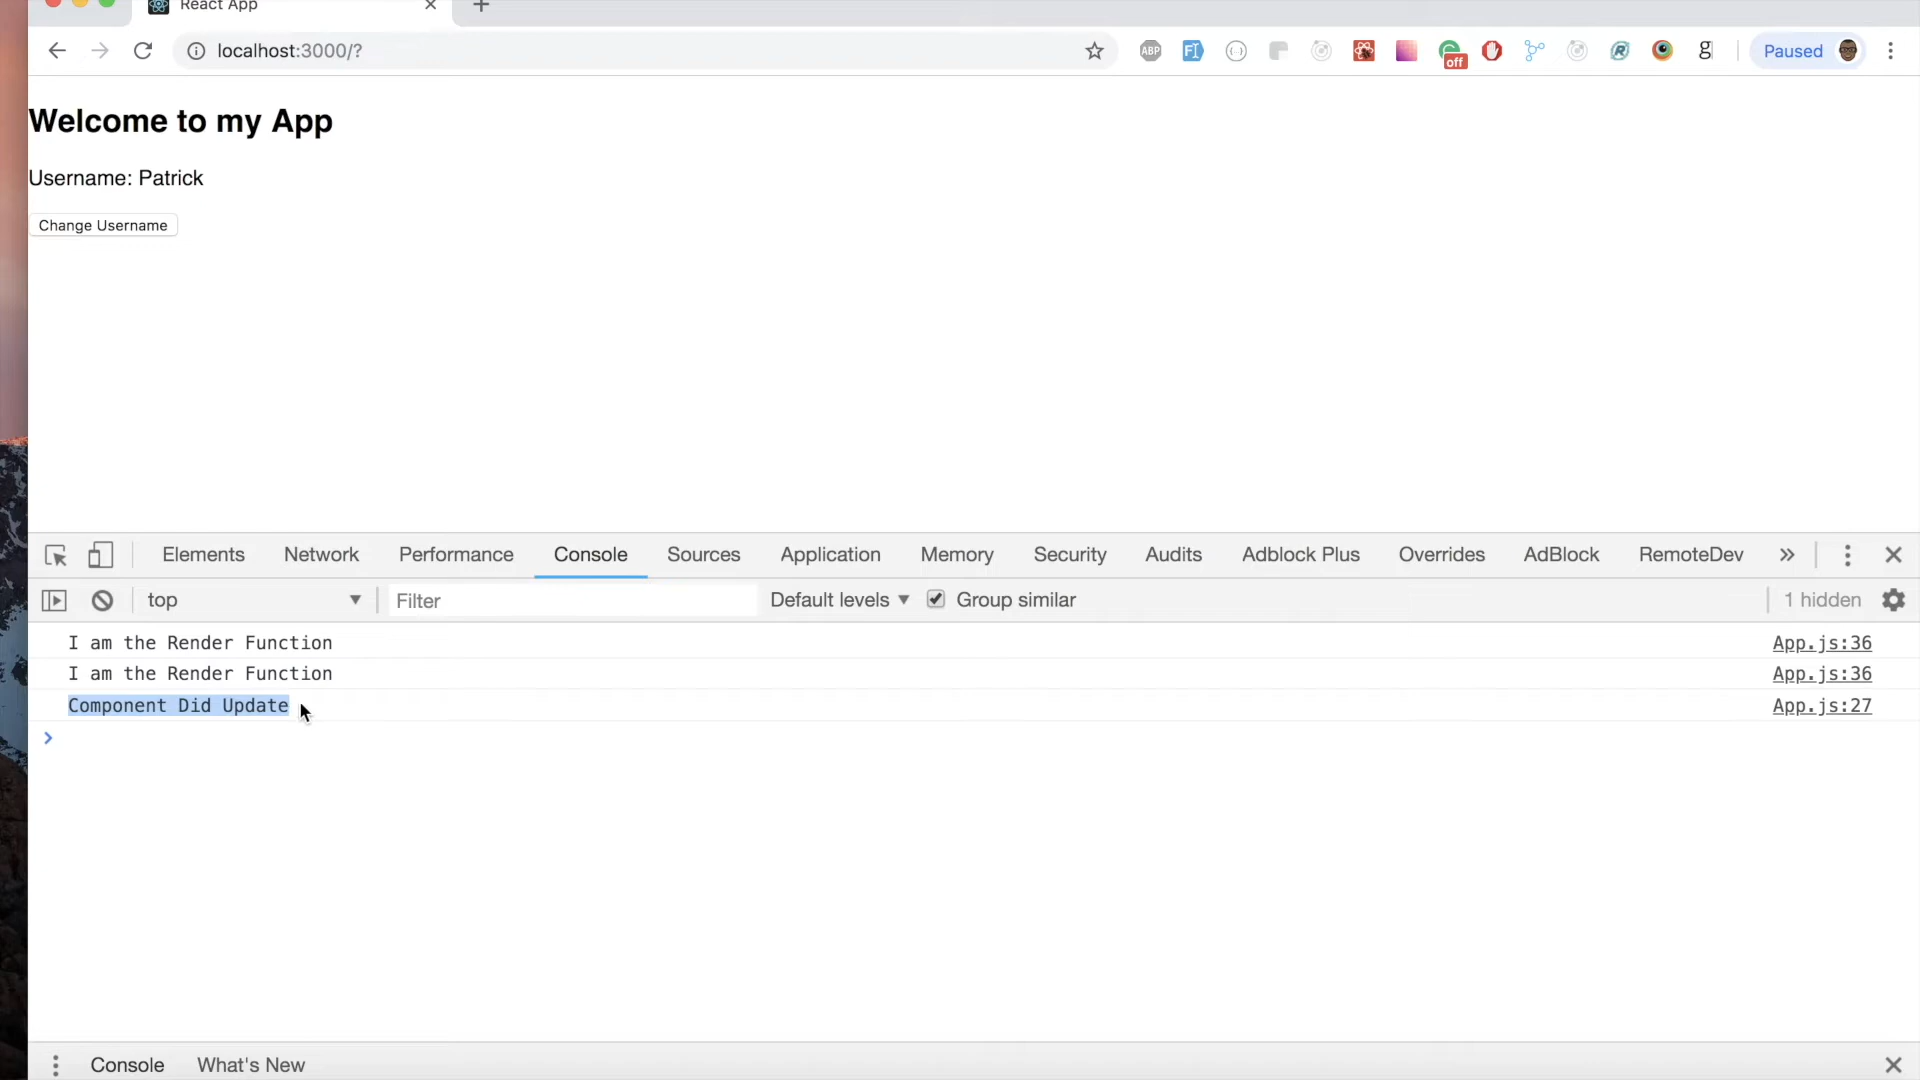 React App
localhost:3000/?
ABP
off
g
Paused
Welcome to my App
Username: Patrick
Change Username
Elements Network Performance Console Sources Application Memory Security Audits Adblock Plus Overrides AdBlock RemoteDev
top Filter Default levels Group similar 1 hidden
I am the Render Function App.js:36
I am the Render Function App.js:36
Component Did Update App.js:27
Console What's New